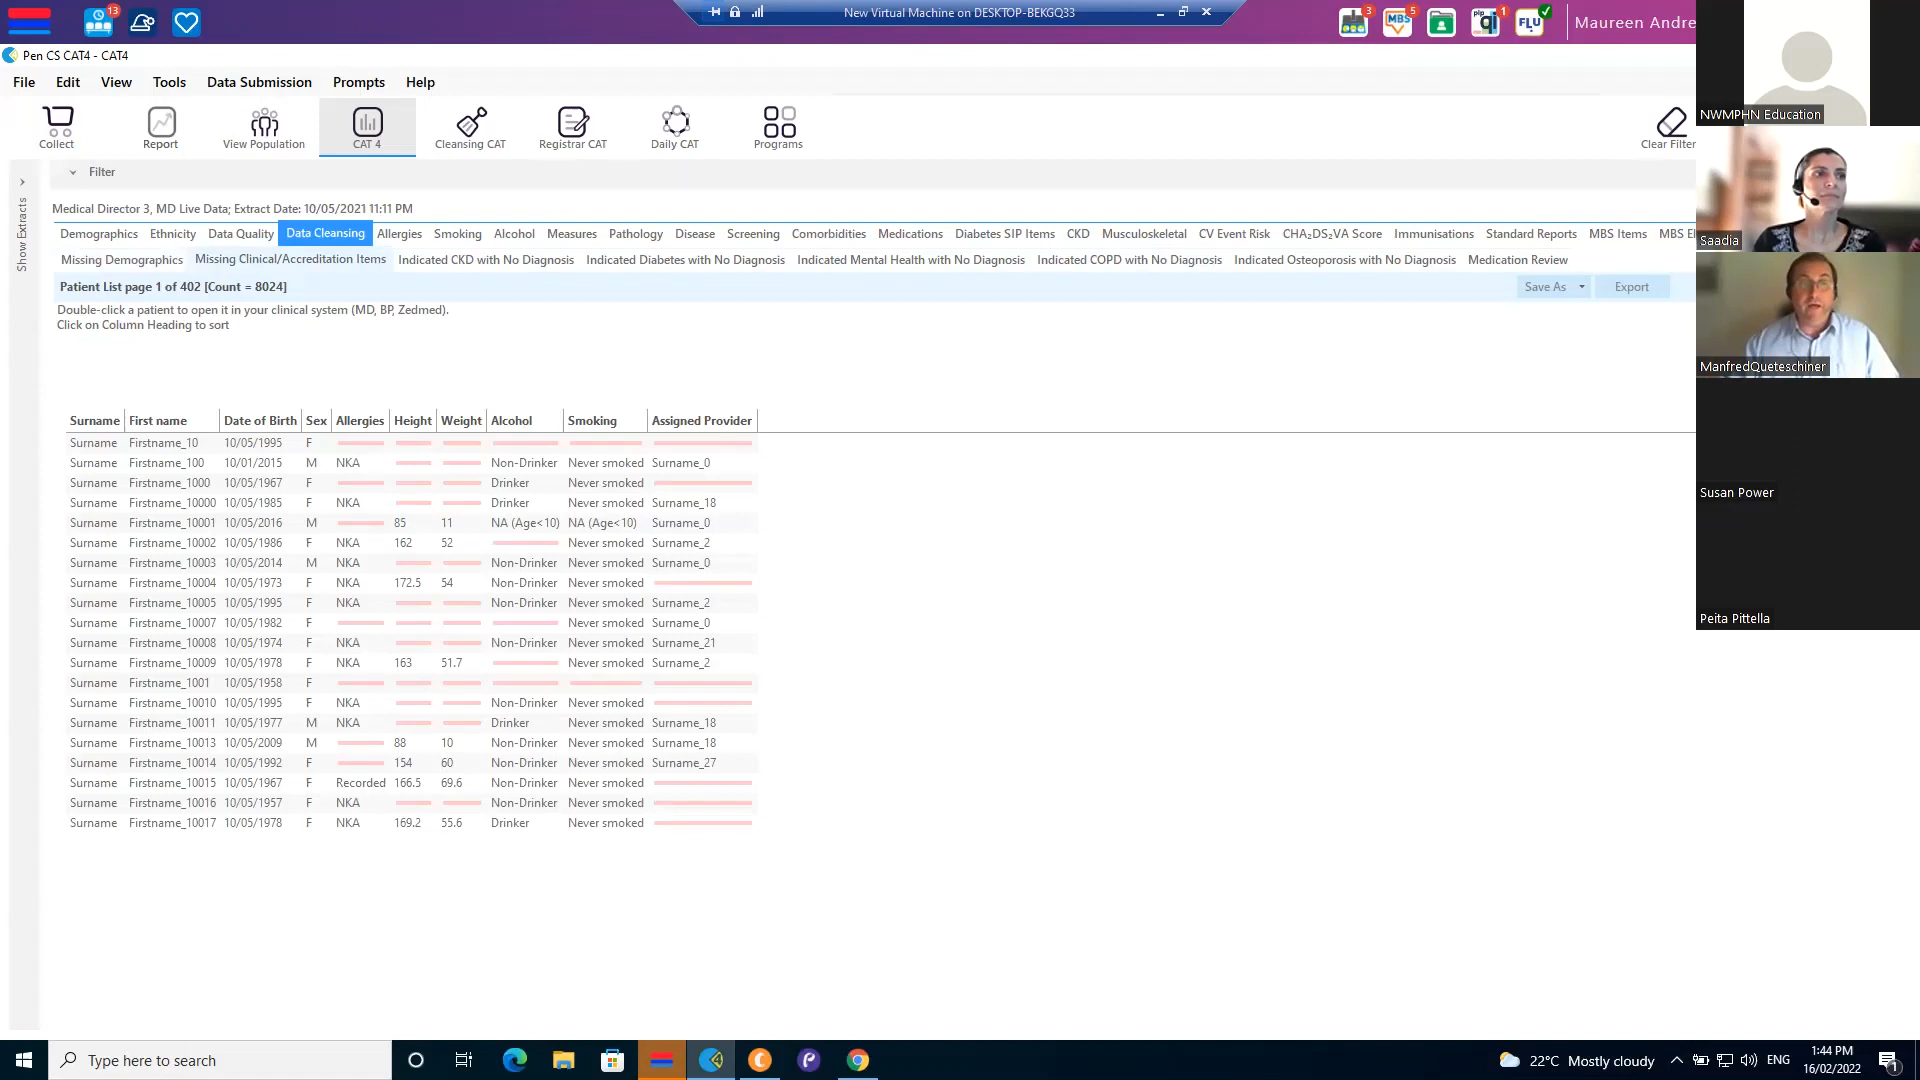 13
New Virtual Machine on DESKTOP-BEKGQ33
3 MBS 5 pip qi 1 FLU
Maureen Andre
Pen CS CAT4 - CAT4
File Edit View Tools Data Submission Prompts Help
Collect Report View Population CAT 4 Cleansing CAT Registrar CAT Daily CAT Programs Clear Filter
Filter
Show Extracts
Medical Director 3, MD Live Data; Extract Date: 10/05/2021 11:11 PM
Demographics Ethnicity Data Quality Data Cleansing Allergies Smoking Alcohol Measures Pathology Disease Screening Comorbidities Medications Diabetes SIP Items CKD Musculoskeletal CV Event Risk CHA₂DS₂VA Score Immunisations Standard Reports MBS Items MBS El
Missing Demographics Missing Clinical/Accreditation Items Indicated CKD with No Diagnosis Indicated Diabetes with No Diagnosis Indicated Mental Health with No Diagnosis Indicated COPD with No Diagnosis Indicated Osteoporosis with No Diagnosis Medication Review
Patient List page 1 of 402 [Count = 8024] Save As Export
Double-click a patient to open it in your clinical system (MD, BP, Zedmed).
Click on Column Heading to sort
Surname First name Date of Birth Sex Allergies Height Weight Alcohol Smoking Assigned Provider
Surname Firstname_10 10/05/1995 F
Surname Firstname_100 10/01/2015 M NKA Non-Drinker Never smoked Surname_0
Surname Firstname_1000 10/05/1967 F Drinker Never smoked
Surname Firstname_10000 10/05/1985 F NKA Drinker Never smoked Surname_18
Surname Firstname_10001 10/05/2016 M 85 11 NA (Age<10) NA (Age<10) Surname_0
Surname Firstname_10002 10/05/1986 F NKA 162 52 Never smoked Surname_2
Surname Firstname_10003 10/05/2014 M NKA Non-Drinker Never smoked Surname_0
Surname Firstname_10004 10/05/1973 F NKA 172.5 54 Non-Drinker Never smoked
Surname Firstname_10005 10/05/1995 F NKA Non-Drinker Never smoked Surname_2
Surname Firstname_10007 10/05/1982 F Never smoked Surname_0
Surname Firstname_10008 10/05/1974 F NKA Non-Drinker Never smoked Surname_21
Surname Firstname_10009 10/05/1978 F NKA 163 51.7 Never smoked Surname_2
Surname Firstname_1001 10/05/1958 F
Surname Firstname_10010 10/05/1995 F NKA Non-Drinker Never smoked
Surname Firstname_10011 10/05/1977 M NKA Drinker Never smoked Surname_18
Surname Firstname_10013 10/05/2009 M 88 10 Non-Drinker Never smoked Surname_18
Surname Firstname_10014 10/05/1992 F 154 60 Non-Drinker Never smoked Surname_27
Surname Firstname_10015 10/05/1967 F Recorded 166.5 69.6 Non-Drinker Never smoked
Surname Firstname_10016 10/05/1957 F NKA Non-Drinker Never smoked
Surname Firstname_10017 10/05/1978 F NKA 169.2 55.6 Drinker Never smoked
NWMPHN Education
Saadia
ManfredQueteschiner
Susan Power
Peita Pittella
Type here to search
22°C Mostly cloudy ENG 1:44 PM
16/02/2022 1